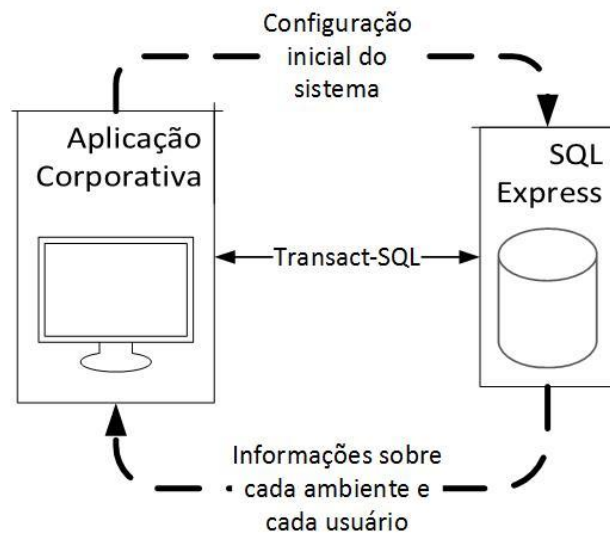 Configuração
inicial do
sistema
Aplicação
Corporativa
SQL
Express
Transact-SQL
Informações sobre
cada ambiente e
cada usuário